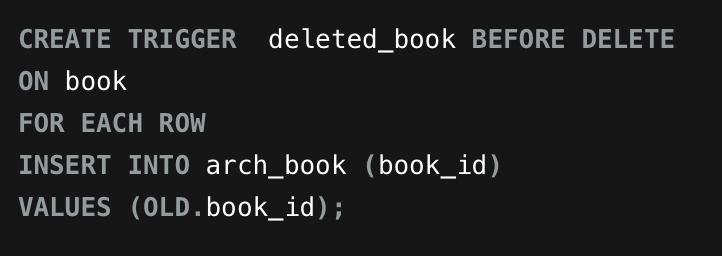 CREATE TRIGGER  deleted_book BEFORE DELETE
ON book
FOR EACH ROW
INSERT INTO arch_book (book_id)
VALUES (OLD.book_id);